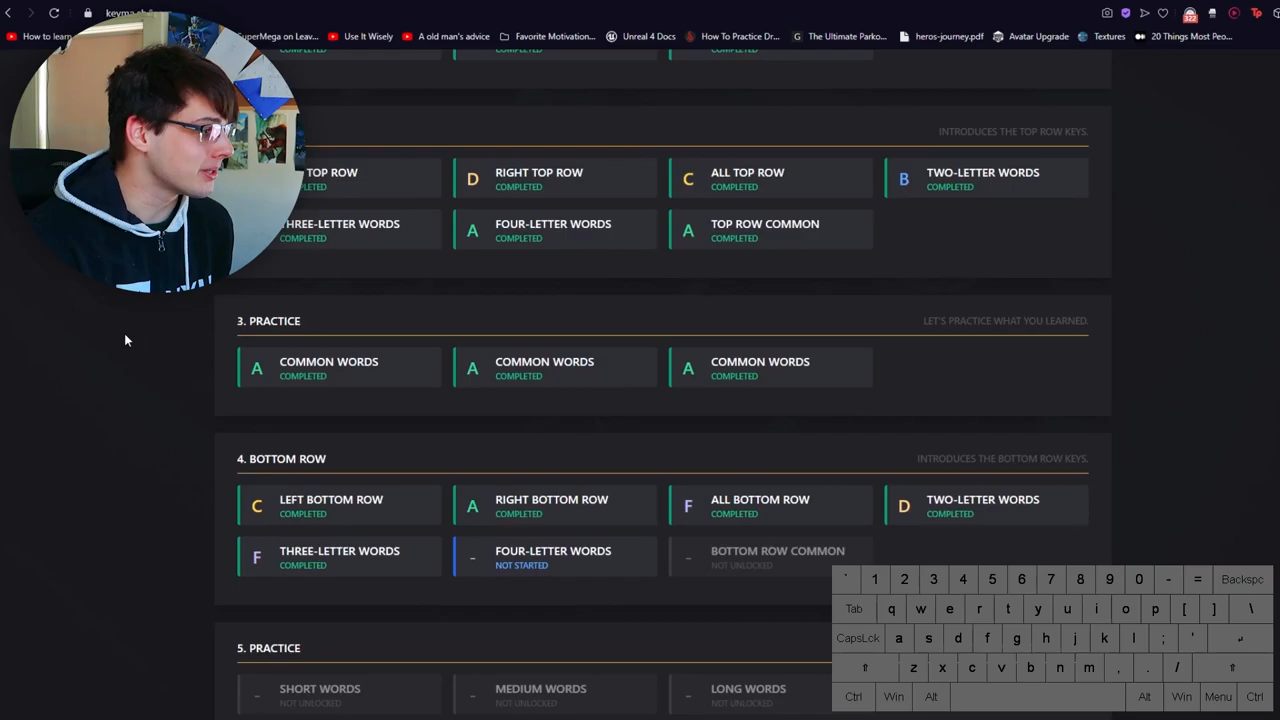 How to learn
SuperMega on Leav...
Use It Wisely
A old man's advice
Favorite Motivation...
Unreal 4 Docs
How To Practice Dr...
G The Ultimate Parko...
heros-journey.pdf
Avatar Upgrade
Textures
20 Things Most Peo...
322
Tp
COMPLETED
COMPLETED
INTRODUCES THE TOP ROW KEYS.
TOP ROW
D RIGHT TOP ROW
COMPLETED
C ALL TOP ROW
COMPLETED
B TWO-LETTER WORDS
COMPLETED
THREE-LETTER WORDS
COMPLETED
A FOUR-LETTER WORDS
COMPLETED
A TOP ROW COMMON
COMPLETED
3. PRACTICE
LET'S PRACTICE WHAT YOU LEARNED.
A COMMON WORDS
COMPLETED
A COMMON WORDS
COMPLETED
A COMMON WORDS
COMPLETED
4. BOTTOM ROW
INTRODUCES THE BOTTOM ROW KEYS.
C LEFT BOTTOM ROW
COMPLETED
A RIGHT BOTTOM ROW
COMPLETED
F ALL BOTTOM ROW
COMPLETED
D TWO-LETTER WORDS
COMPLETED
F THREE-LETTER WORDS
COMPLETED
- FOUR-LETTER WORDS
NOT STARTED
- BOTTOM ROW COMMON
NOT UNLOCKED
5. PRACTICE
- SHORT WORDS
NOT UNLOCKED
- MEDIUM WORDS
NOT UNLOCKED
- LONG WORDS
NOT UNLOCKED
` 1 2 3 4 5 6 7 8 9 0 - = Backspc
Tab q w e r t y u i o p [ ] \
CapsLck a s d f g h j k l ; ' ↵
⇧ z x c v b n m , . / ⇧
Ctrl Win Alt Alt Win Menu Ctrl